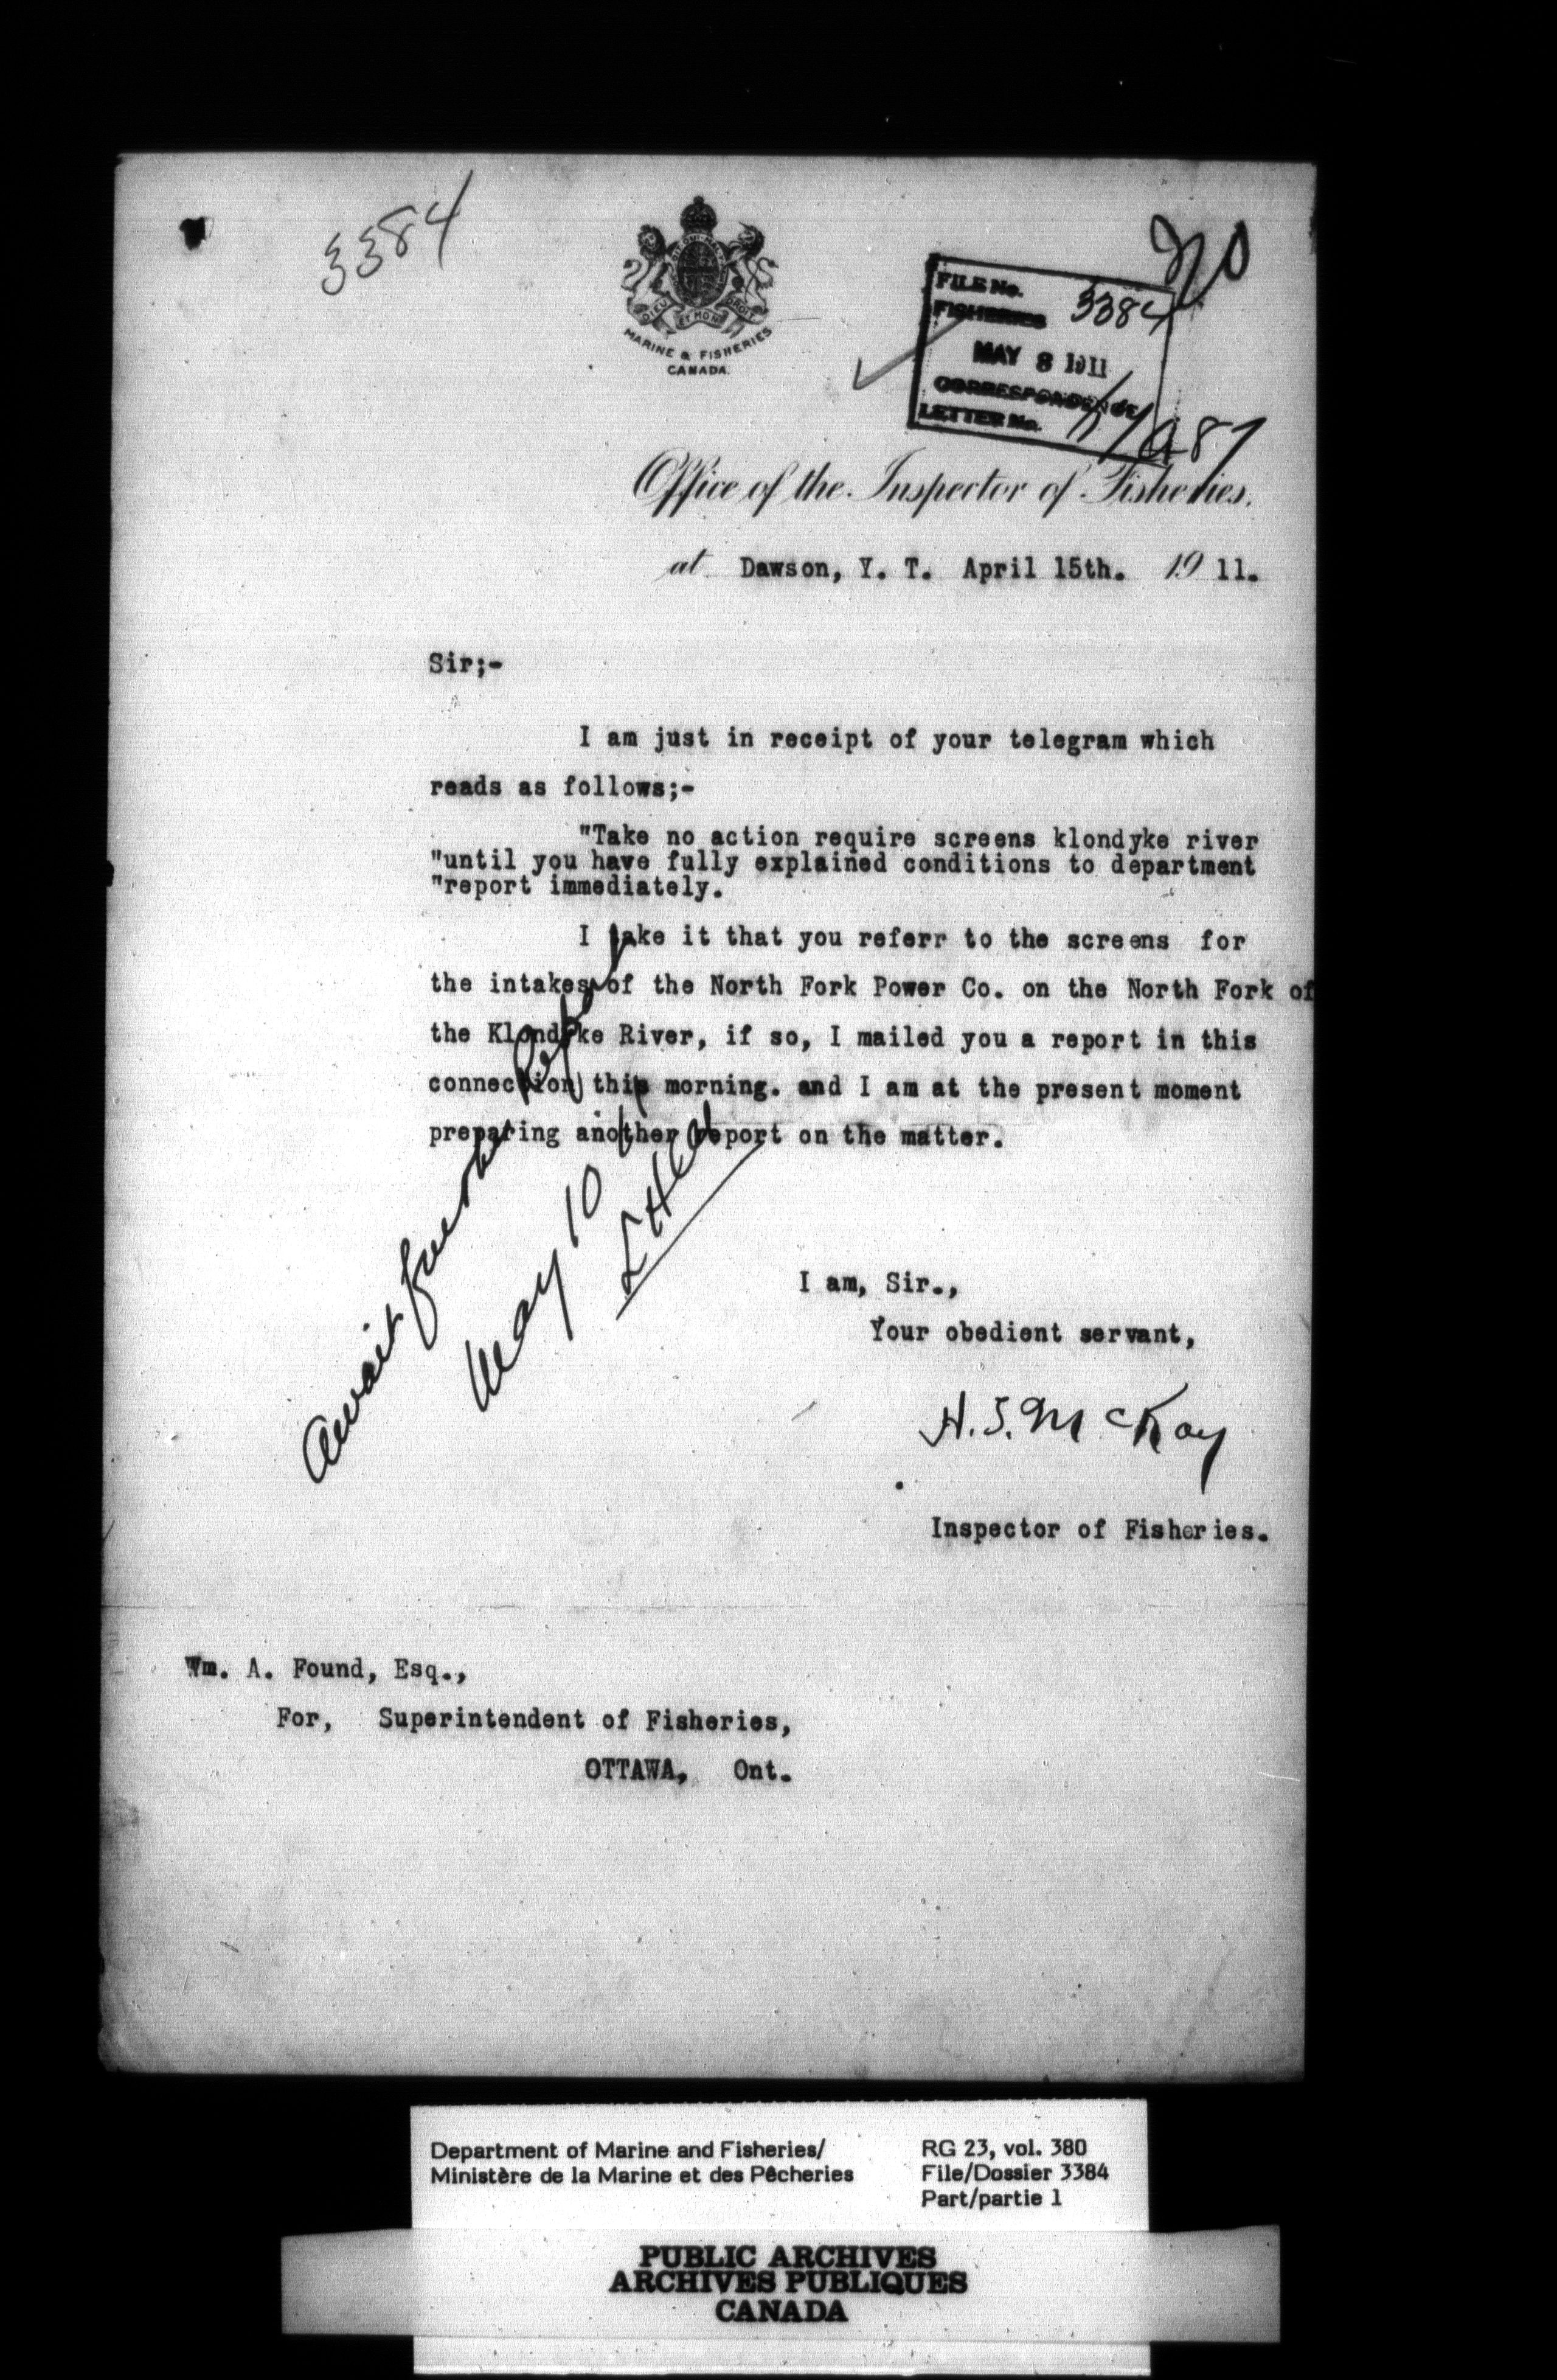 3384
DIEU ET MON DROIT
MARINE & FISHERIES
CANADA.
FILE No.
FISHERIES 3384
MAY 8 1911
CORRESPONDENCE
LETTER No.
Office of the Inspector of Fisheries.
at Dawson, Y. T. April 15th. 19 11.
Sir;-
I am just in receipt of your telegram which
reads as follows;-
"Take no action require screens klondyke river
"until you have fully explained conditions to department
"report immediately.
I take it that you referr to the screens for
the intakes of the North Fork Power Co. on the North Fork of
the Klondyke River, if so, I mailed you a report in this
connection this morning. and I am at the present moment
preparing another report on the matter.
await further report
May 10
I am, Sir.,
Your obedient servant,
H. S. McKay
Inspector of Fisheries.
Wm. A. Found, Esq.,
For, Superintendent of Fisheries,
OTTAWA, Ont.
Department of Marine and Fisheries/
Ministère de la Marine et des Pêcheries
RG 23, vol. 380
File/Dossier 3384
Part/partie 1
PUBLIC ARCHIVES
ARCHIVES PUBLIQUES
CANADA